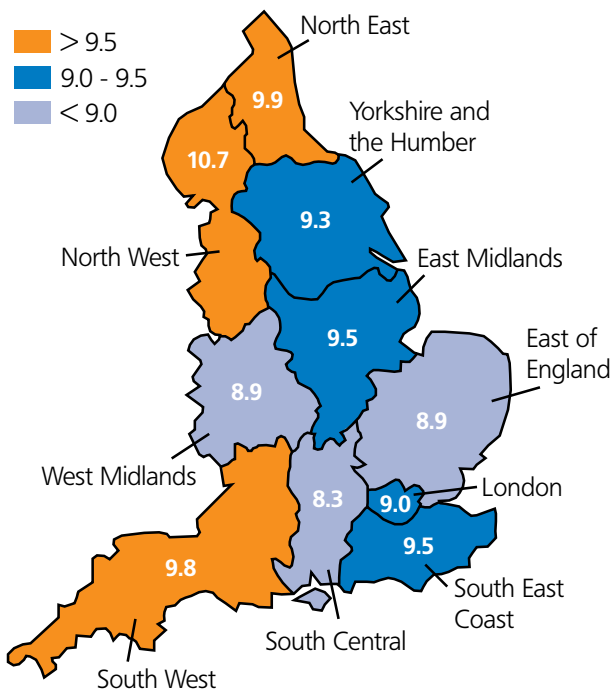 > 9.5
9.0 - 9.5
< 9.0
North East
9.9
Yorkshire and
the Humber
10.7
9.3
North West
East Midlands
9.5
East of
England
8.9
8.9
West Midlands
8.3
London
9.0
9.5
9.8
South East
Coast
South Central
South West